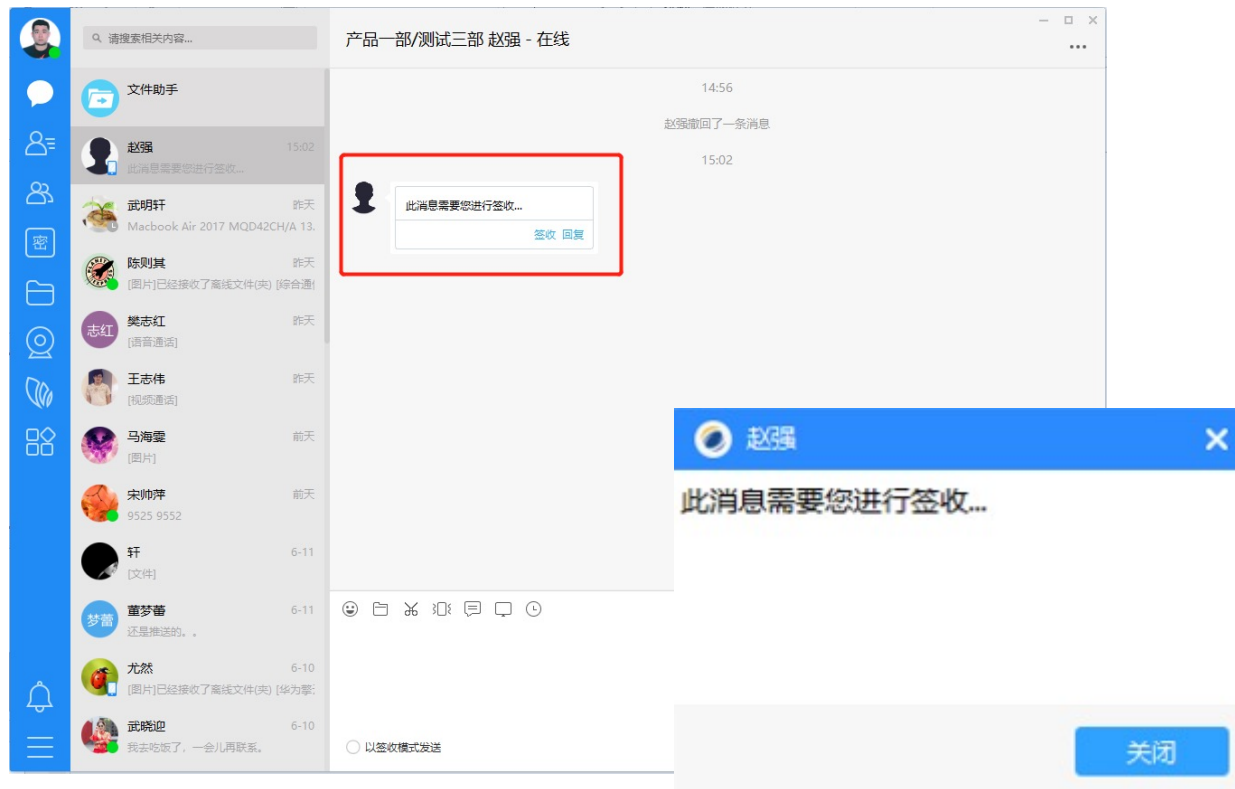 请搜索相关内容...
文件助手
赵强 15:02
此消息需要您进行签收...
武明轩 昨天
Macbook Air 2017 MQD42CH/A 13.
陈则其 昨天
[图片]已经接收了离线文件(夹) [综合通
志红
樊志红 昨天
[语音通话]
王志伟 昨天
[视频通话]
马海雯 前天
[图片]
宋帅萍 前天
9525 9552
轩 6-11
[文件]
梦蕾
董梦蕾 6-11
还是推送的。。
尤然 6-10
[图片]已经接收了离线文件(夹) [华为擎:
武晓迎 6-10
我去吃饭了，一会儿再联系。
密
产品一部/测试三部 赵强 - 在线
14:56
赵强撤回了一条消息
15:02
此消息需要您进行签收...
签收 回复
以签收模式发送
赵强
此消息需要您进行签收...
关闭